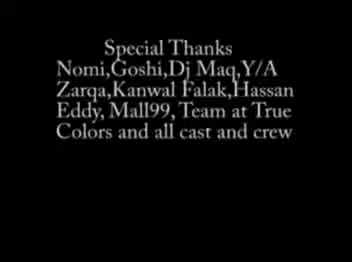 Special Thanks
Nomi,Goshi,Dj Maq,Y/A
Zarqa,Kanwal Falak,Hassan
Eddy, Mall99, Team at True
Colors and all cast and crew